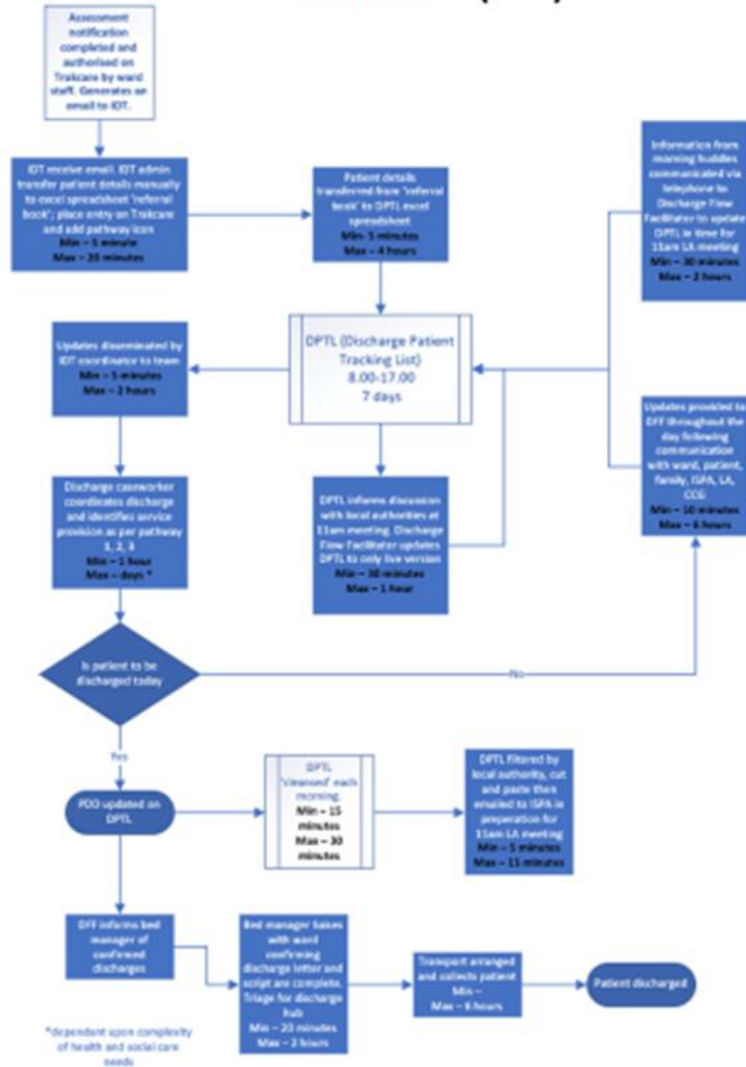 Assessment
notification
completed and
authorised on
Trakcare by ward
staff. Generates an
email to IDT.
IDT receive email. IDT admin
transfer patient details manually
to excel spreadsheet 'referral
book'; place entry on Trakcare
and add pathway icon
Min – 5 minute
Max – 20 minutes
Patient details
transferred from 'referral
book' to DPTL excel
spreadsheet
Min- 5 minutes
Max – 4 hours
Information from
morning huddles
communicated via
telephone to
Discharge Flow
Facilitator to update
DPTL in time for
11am LA meeting
Min – 30 minutes
Max – 2 hours
DPTL (Discharge Patient
Tracking List)
8.00-17.00
7 days
Updates disseminated by
IDT coordinator to team
Min – 5 minutes
Max – 2 hours
Updates provided to
DFF throughout the
day following
communication
with ward, patient,
family, ISPA, LA,
CCG
Min – 10 minutes
Max – 6 hours
Discharge caseworker
coordinates discharge
and identifies service
provision as per pathway
1, 2, 3
Min – 1 hour
Max – days *
DPTL informs discussion
with local authorities at
11am meeting. Discharge
Flow Facilitator updates
DPTL to only live version
Min – 30 minutes
Max – 1 hour
Is patient to be
discharged today
No
Yes
PDD updated on
DPTL
DPTL
'cleansed' each
morning.
Min – 15
minutes
Max – 30
minutes
DPTL filtered by
local authority, cut
and paste then
emailed to ISPA in
preparation for
11am LA meeting
Min – 5 minutes
Max – 15 minutes
DFF informs bed
manager of
confirmed
discharges
Bed manager liaises
with ward
confirming
discharge letter and
script are complete.
Triage for discharge
hub
Min – 20 minutes
Max – 2 hours
Transport arranged
and collects patient
Min –
Max – 6 hours
Patient discharged
*dependant upon complexity
of health and social care
needs